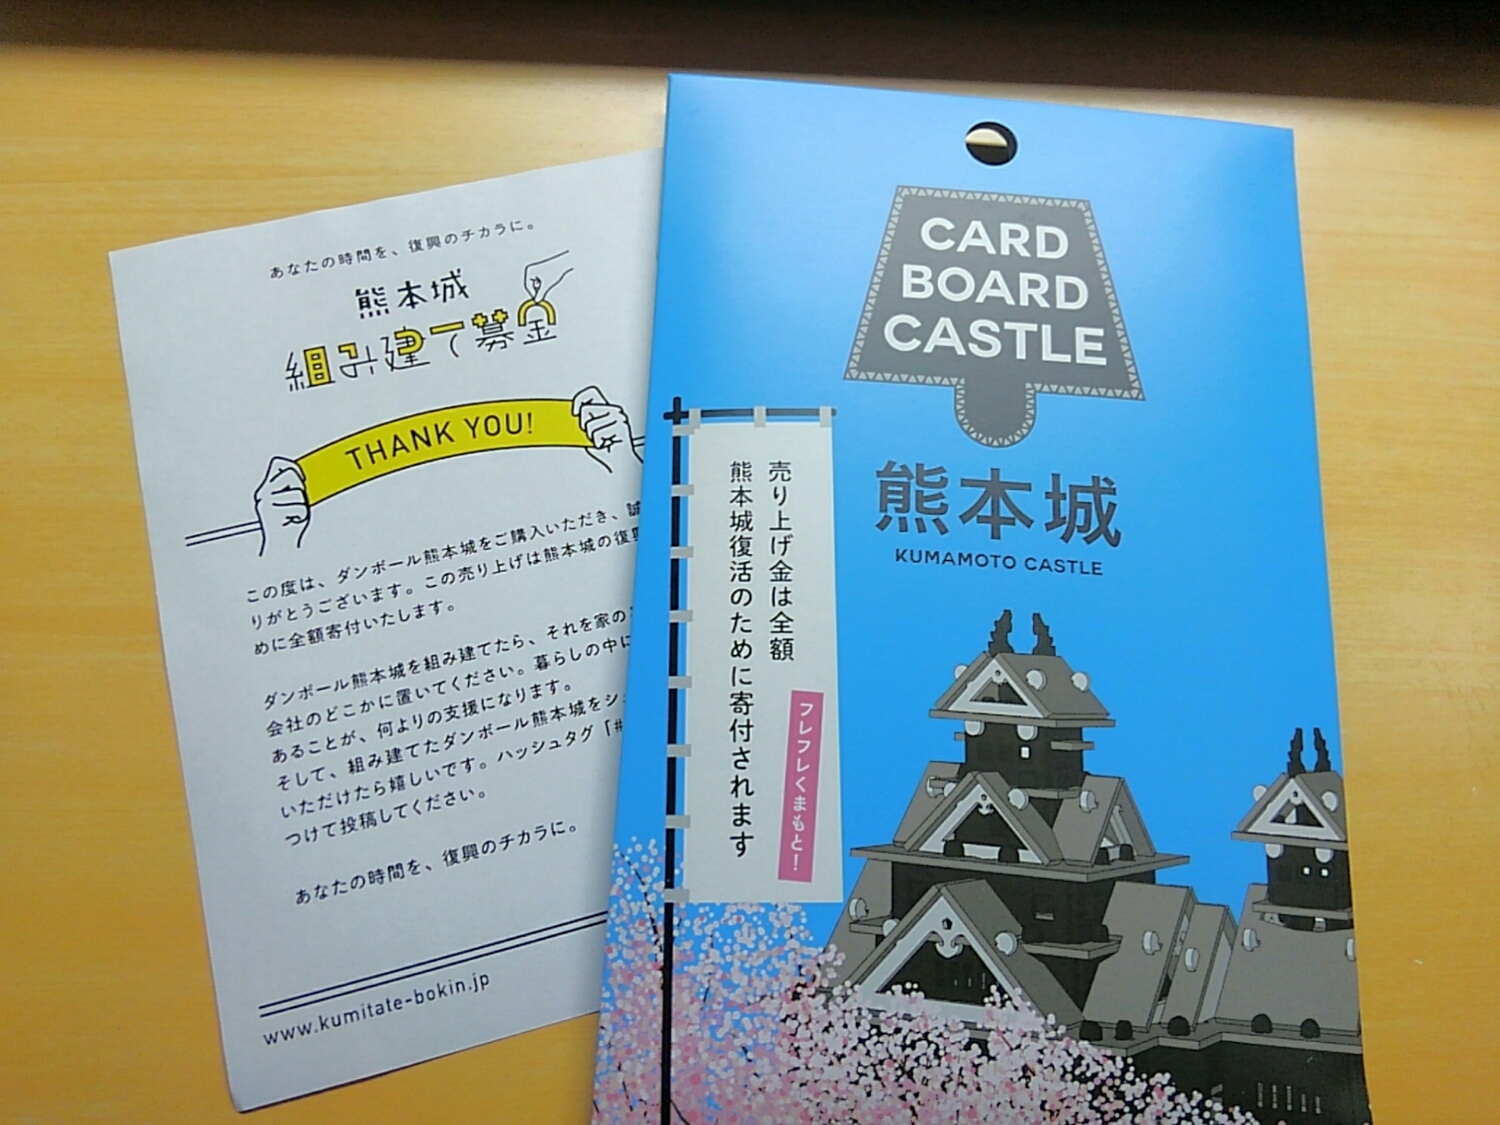 あなたの時間を、復興のチカラに。
熊本城
組み建て募金
THANK YOU!
この度は、ダンボール熊本城をご購入いただき、誠
りがとうございます。この売り上げは熊本城の復興
めに全額寄付いたします。
ダンボール熊本城を組み建てたら、それを家の
会社のどこかに置いてください。暮らしの中に
あることが、何よりの支援になります。
そして、組み建てたダンボール熊本城をシェ
いただけたら嬉しいです。ハッシュタグ「#
つけて投稿してください。
あなたの時間を、復興のチカラに。
www.kumitate-bokin.jp
CARD
BOARD
CASTLE
熊本城
KUMAMOTO CASTLE
売り上げ金は全額
熊本城復活のために寄付されます
フレフレくまもと!